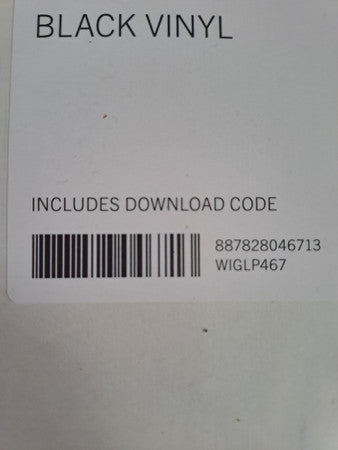 BLACK VINYL
INCLUDES DOWNLOAD CODE
887828046713
WIGLP467